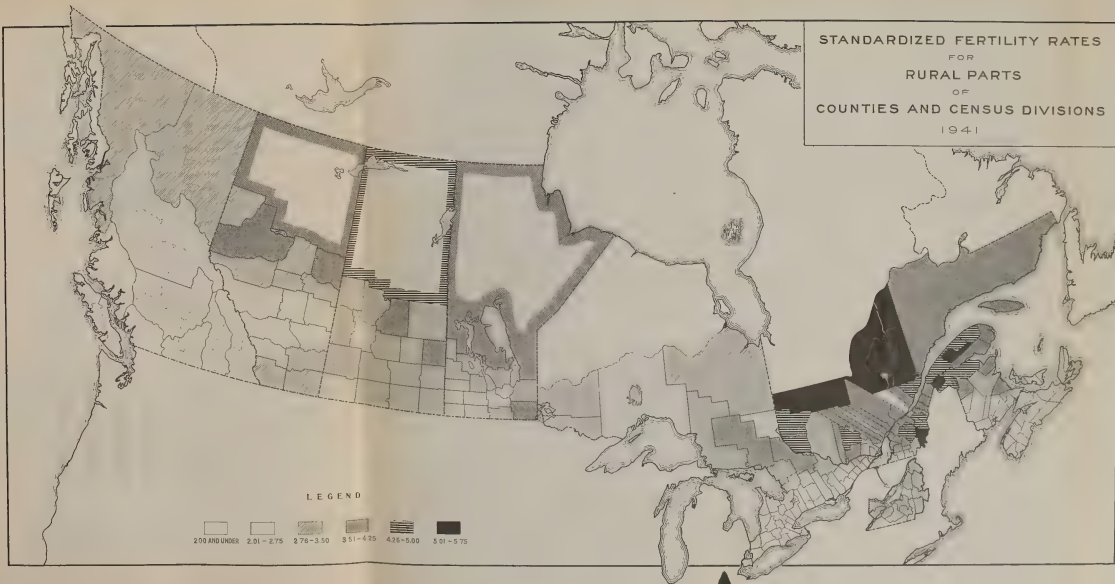 STANDARDIZED FERTILITY RATES
FOR
RURAL PARTS
OF
COUNTIES AND CENSUS DIVISIONS
1941
LEGEND
2.00 AND UNDER 2.01 – 2.75 2.76 – 3.50 3.51 – 4.25 4.26 – 5.00 5.01 – 5.75